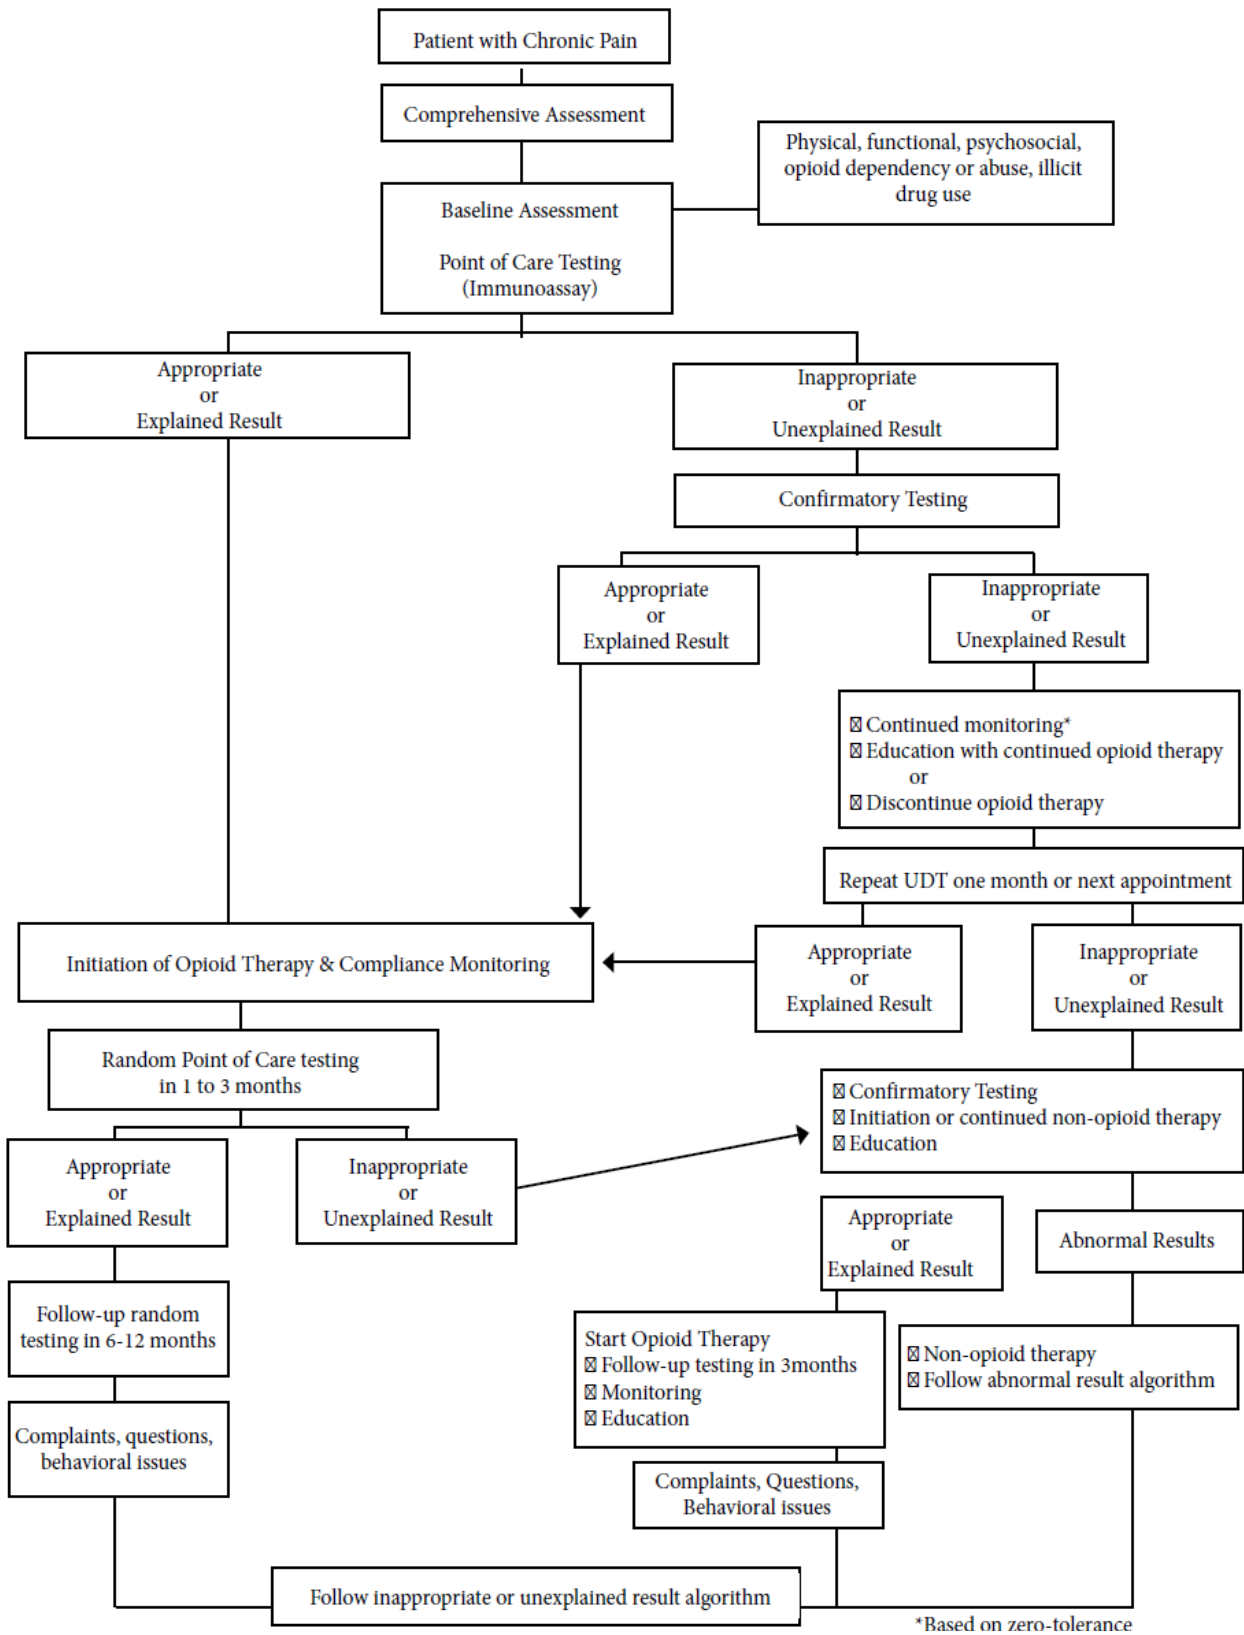 Patient with Chronic Pain
Comprehensive Assessment
Physical, functional, psychosocial,
opioid dependency or abuse, illicit
drug use
Baseline Assessment
Point of Care Testing
(Immunoassay)
Appropriate
or
Explained Result
Inappropriate
or
Unexplained Result
Confirmatory Testing
Appropriate
or
Explained Result
Inappropriate
or
Unexplained Result
Continued monitoring*
Education with continued opioid therapy
or
Discontinue opioid therapy
Repeat UDT one month or next appointment
Initiation of Opioid Therapy & Compliance Monitoring
Appropriate
or
Explained Result
Inappropriate
or
Unexplained Result
Random Point of Care testing
in 1 to 3 months
Confirmatory Testing
Initiation or continued non-opioid therapy
Education
Appropriate
or
Explained Result
Inappropriate
or
Unexplained Result
Appropriate
or
Explained Result
Abnormal Results
Follow-up random
testing in 6-12 months
Start Opioid Therapy
Follow-up testing in 3months
Monitoring
Education
Non-opioid therapy
Follow abnormal result algorithm
Complaints, questions,
behavioral issues
Complaints, Questions,
Behavioral issues
Follow inappropriate or unexplained result algorithm
*Based on zero-tolerance